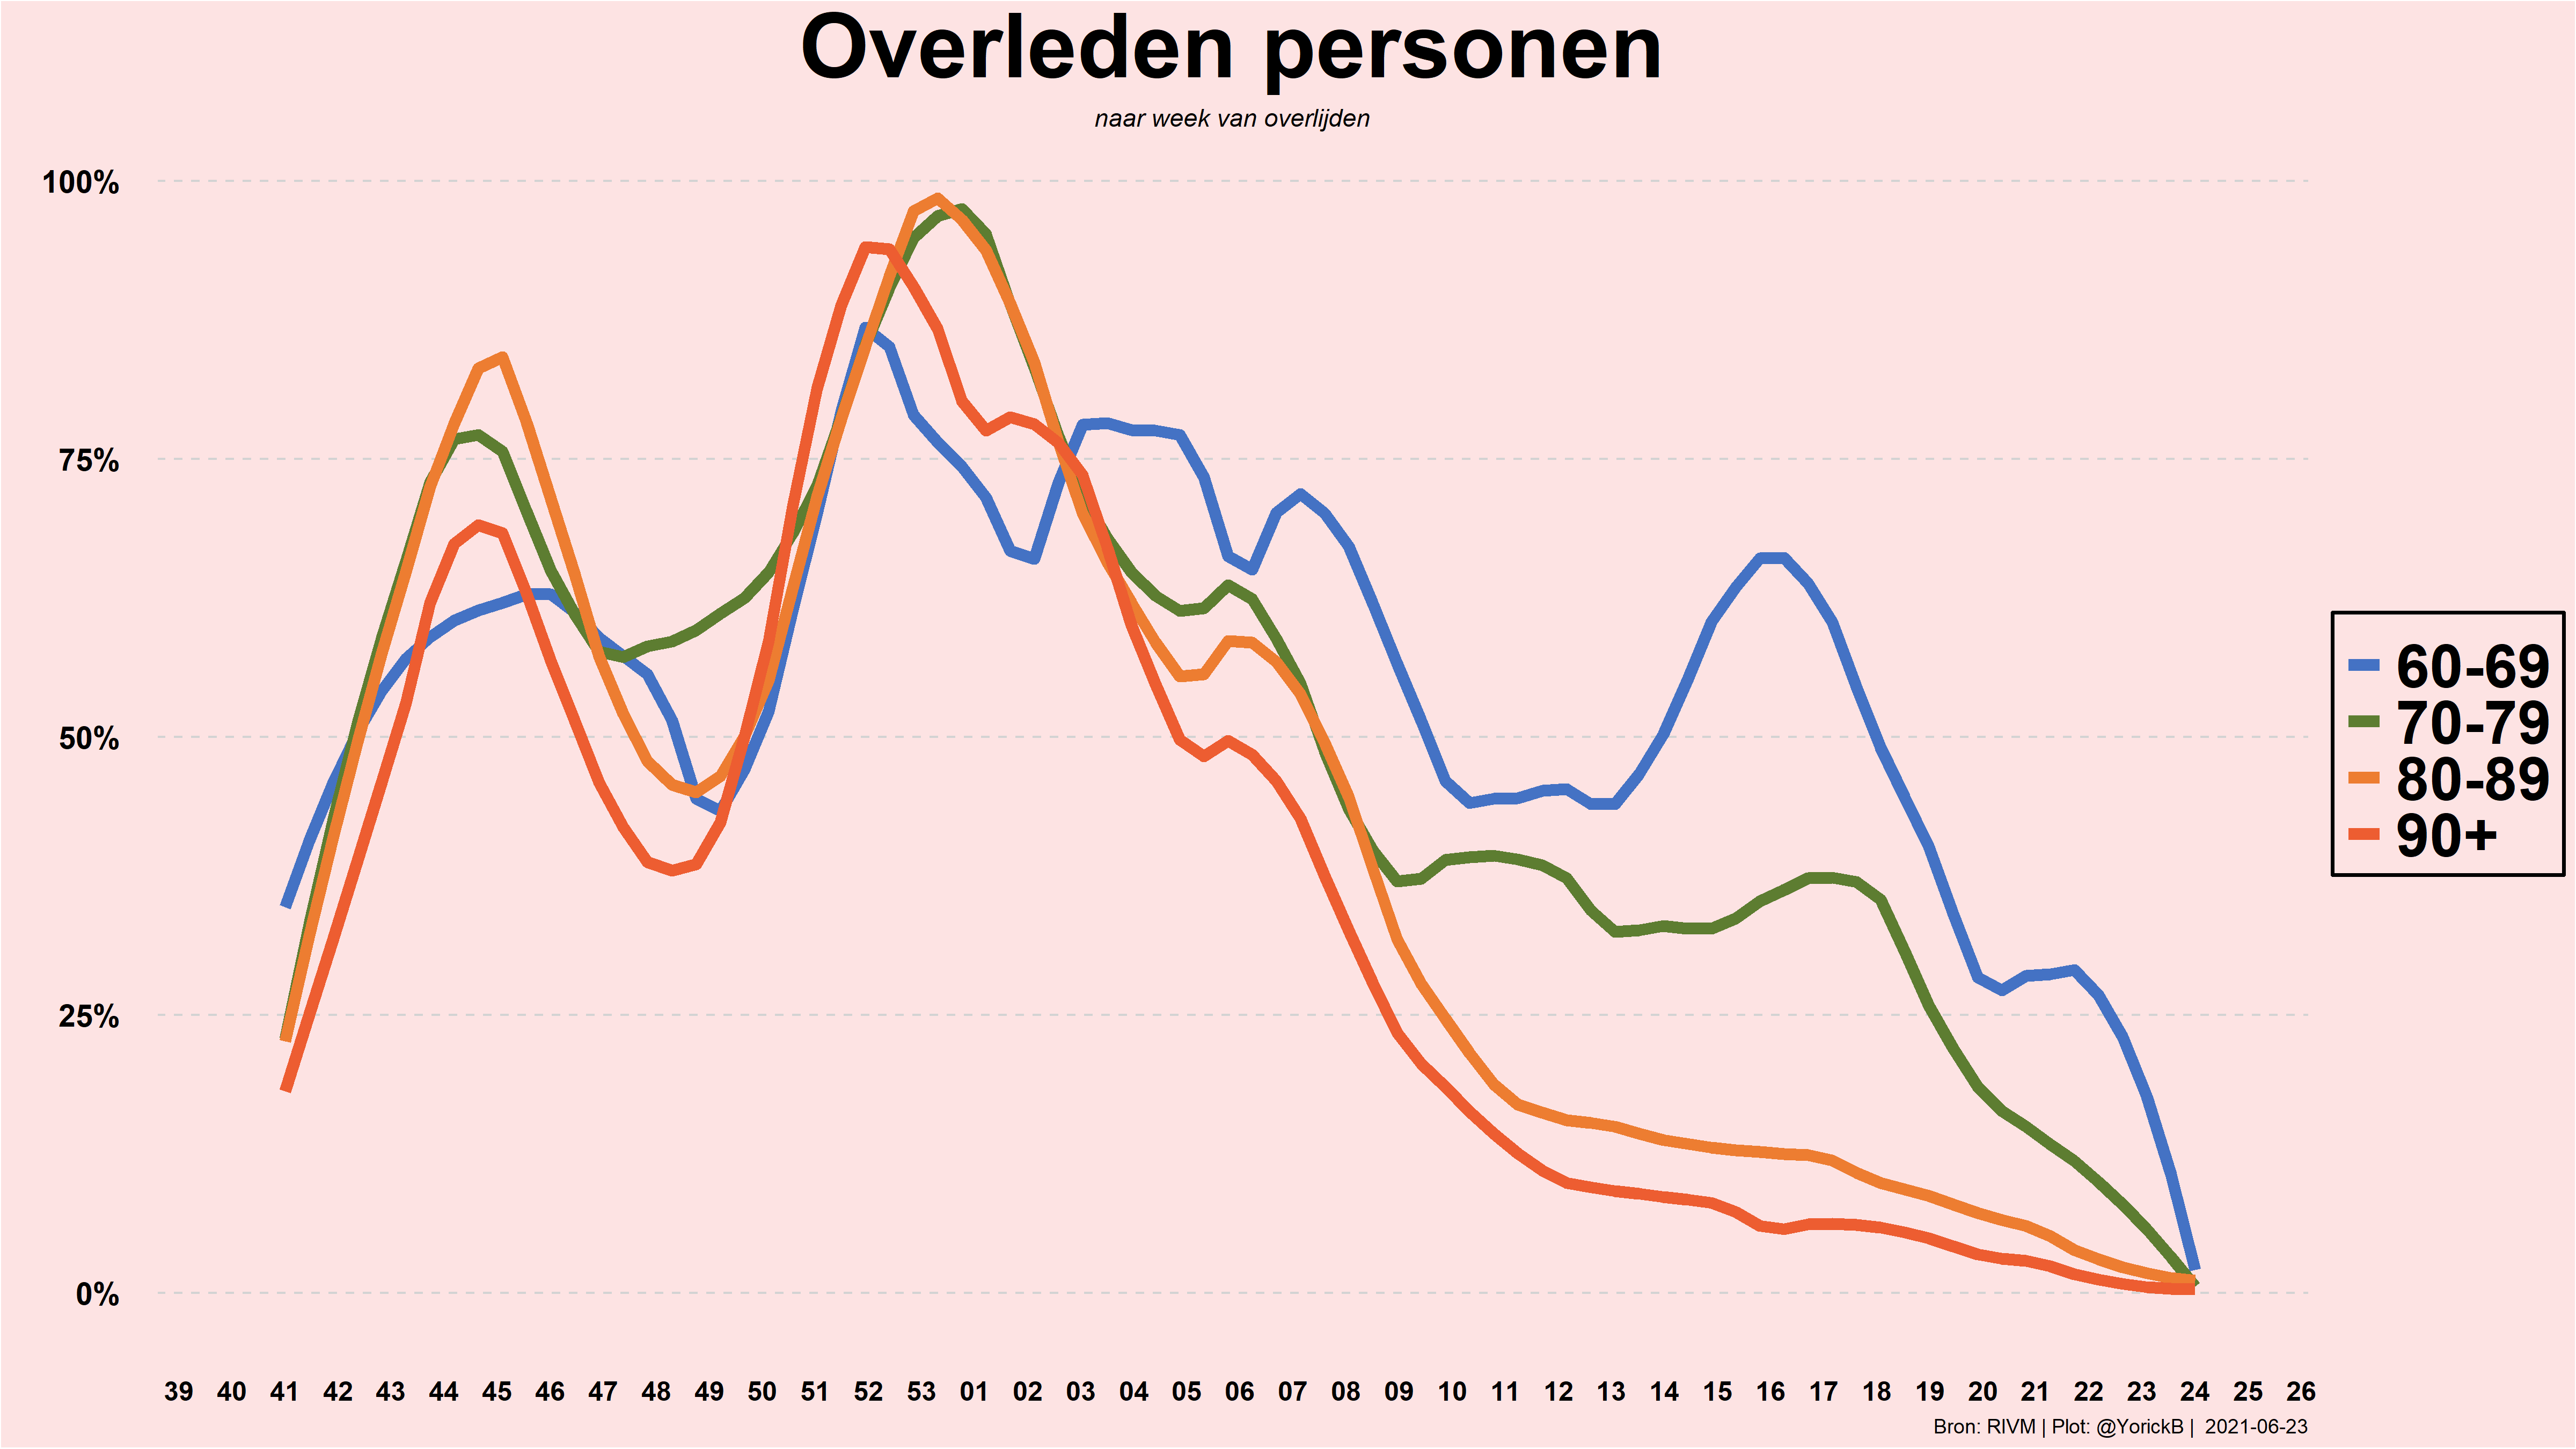 Overleden personen
naar week van overlijden
100%
75%
50%
25%
0%
60-69
70-79
80-89
90+
39 40 41 42 43 44 45 46 47 48 49 50 51 52 53 01 02 03 04 05 06 07 08 09 10 11 12 13 14 15 16 17 18 19 20 21 22 23 24 25 26
Bron: RIVM | Plot: @YorickB | 2021-06-23